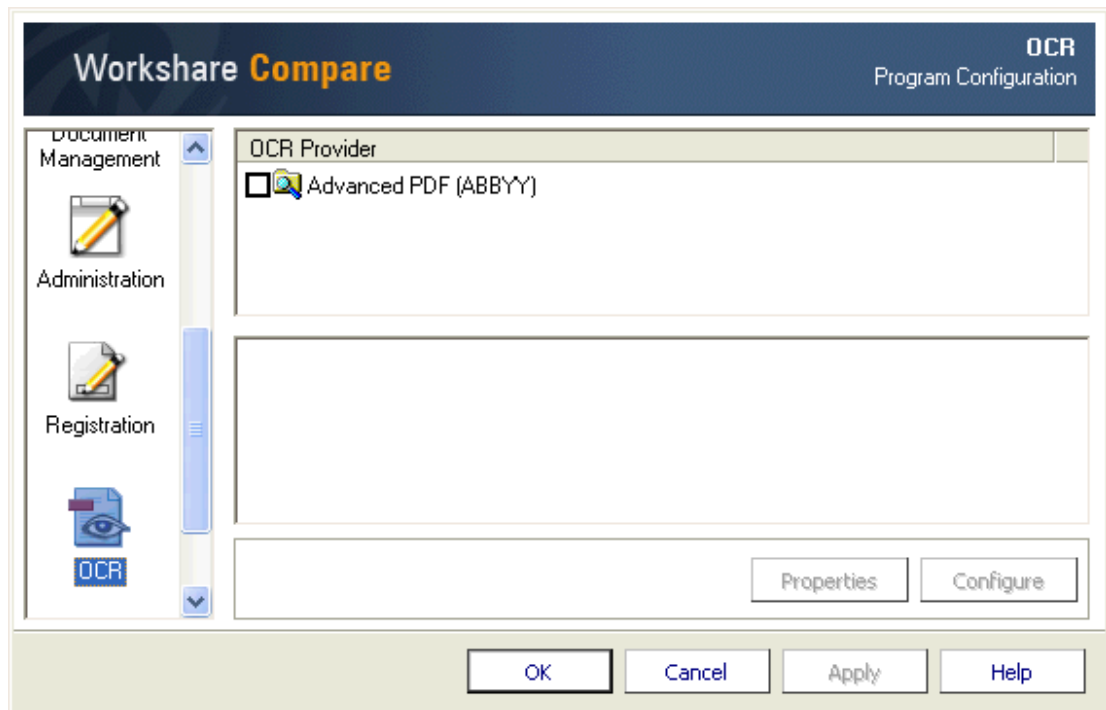 Workshare Compare
OCR
Program Configuration
Document
Management
Administration
Registration
OCR
OCR Provider
Advanced PDF (ABBYY)
Properties
Configure
OK
Cancel
Apply
Help